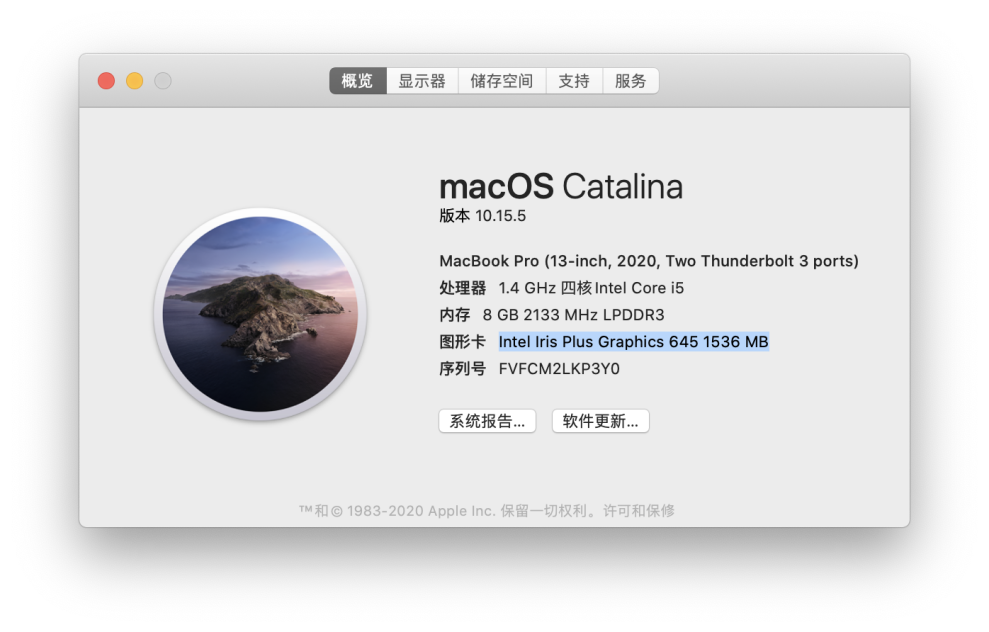 概览 显示器 储存空间 支持 服务
macOS Catalina
版本 10.15.5
MacBook Pro (13-inch, 2020, Two Thunderbolt 3 ports)
处理器 1.4 GHz 四核Intel Core i5
内存 8 GB 2133 MHz LPDDR3
图形卡 Intel Iris Plus Graphics 645 1536 MB
序列号 FVFCM2LKP3Y0
系统报告... 软件更新...
™和© 1983-2020 Apple Inc. 保留一切权利。许可和保修